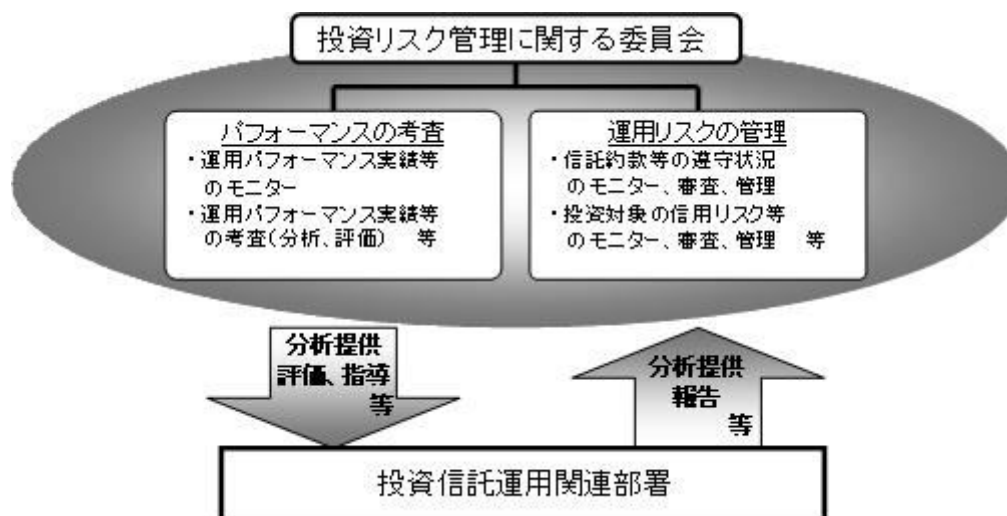 投資リスク管理に関する委員会
パフォーマンスの考査
・運用パフォーマンス実績等
のモニター
・運用パフォーマンス実績等
の考査(分析、評価) 等
運用リスクの管理
・信託約款等の遵守状況
のモニター、審査、管理
・投資対象の信用リスク等
のモニター、審査、管理 等
分析提供
評価、指導
等
分析提供
報告
等
投資信託運用関連部署